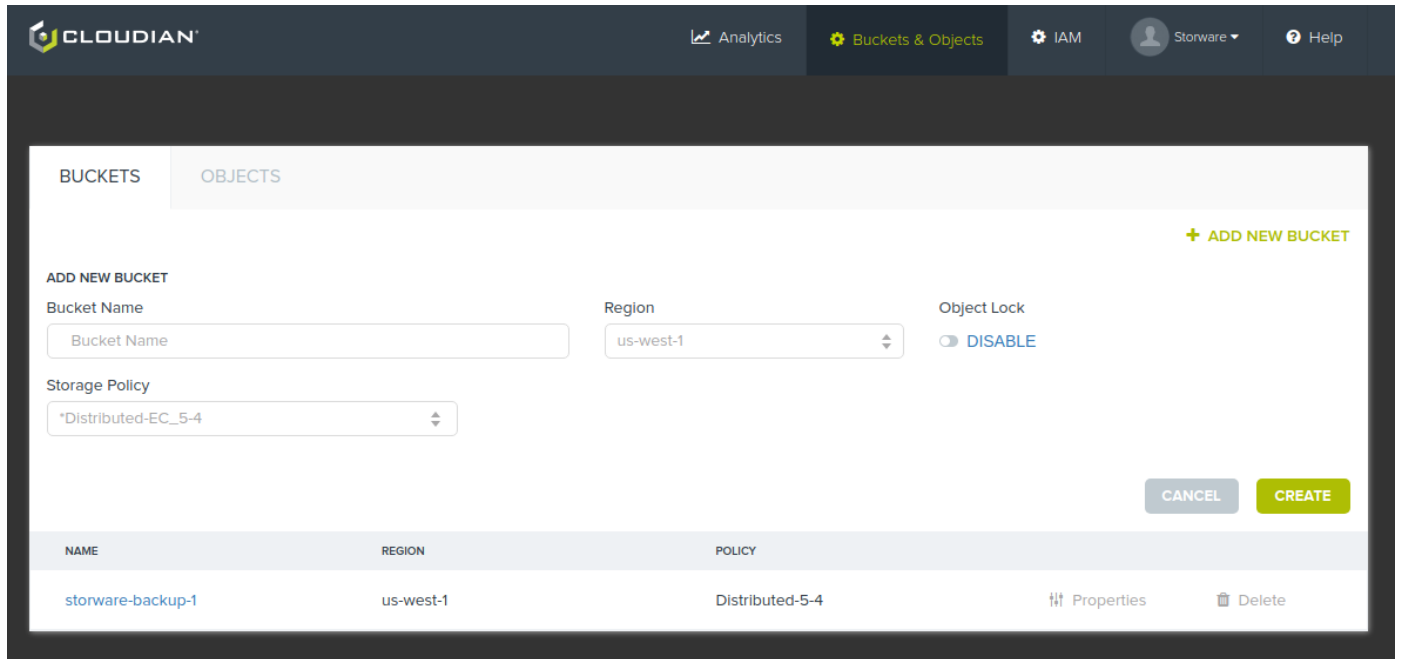 CLOUDIAN Analytics Buckets & Objects IAM Storware Help
BUCKETS OBJECTS
+ ADD NEW BUCKET
ADD NEW BUCKET
Bucket Name Region Object Lock
Bucket Name us-west-1 DISABLE
Storage Policy
*Distributed-EC_5-4
CANCEL CREATE
NAME REGION POLICY
storware-backup-1 us-west-1 Distributed-5-4 Properties Delete